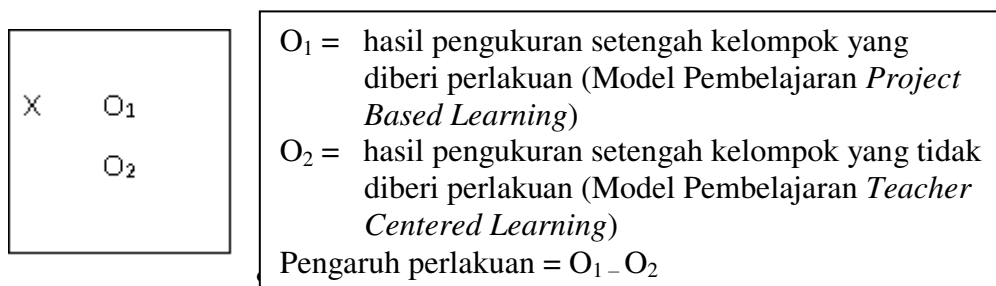 X O₁
O₂
O₁ = hasil pengukuran setengah kelompok yang
diberi perlakuan (Model Pembelajaran Project
Based Learning)
O₂ = hasil pengukuran setengah kelompok yang tidak
diberi perlakuan (Model Pembelajaran Teacher
Centered Learning)
Pengaruh perlakuan = O₁ – O₂